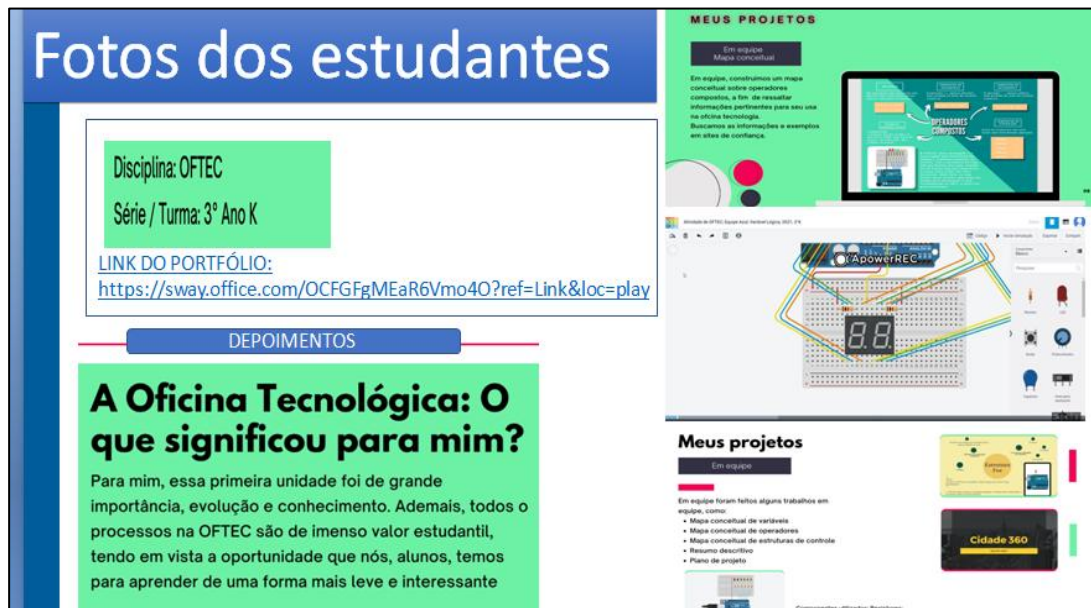 Fotos dos estudantes
Disciplina: OFTEC
Série / Turma: 3° Ano K
LINK DO PORTFÓLIO:
https://sway.office.com/OCFGFgMEaR6Vmo4O?ref=Link&loc=play
DEPOIMENTOS
A Oficina Tecnológica: O
que significou para mim?
Para mim, essa primeira unidade foi de grande
importância, evolução e conhecimento. Ademais, todos o
processos na OFTEC são de imenso valor estudantil,
tendo em vista a oportunidade que nós, alunos, temos
para aprender de uma forma mais leve e interessante
MEUS PROJETOS
Em equipe
Mapa conceitual
Em equipe, construimos um mapa
conceitual sobre operadores
compostos, a fim de ressaltar
informações pertinentes para seu uso
na oficina tecnologia.
Buscamos as informações e exemplos
em sites de confiança.
OPERADORES
COMPOSTOS
ApowerREC
Meus projetos
Em equipe
Em equipe foram feitos alguns trabalhos em
equipe, como:
• Mapa conceitual de variáveis
• Mapa conceitual de operadores
• Mapa conceitual de estruturas de controle
• Resumo descritivo
• Plano de projeto
Cidade 360